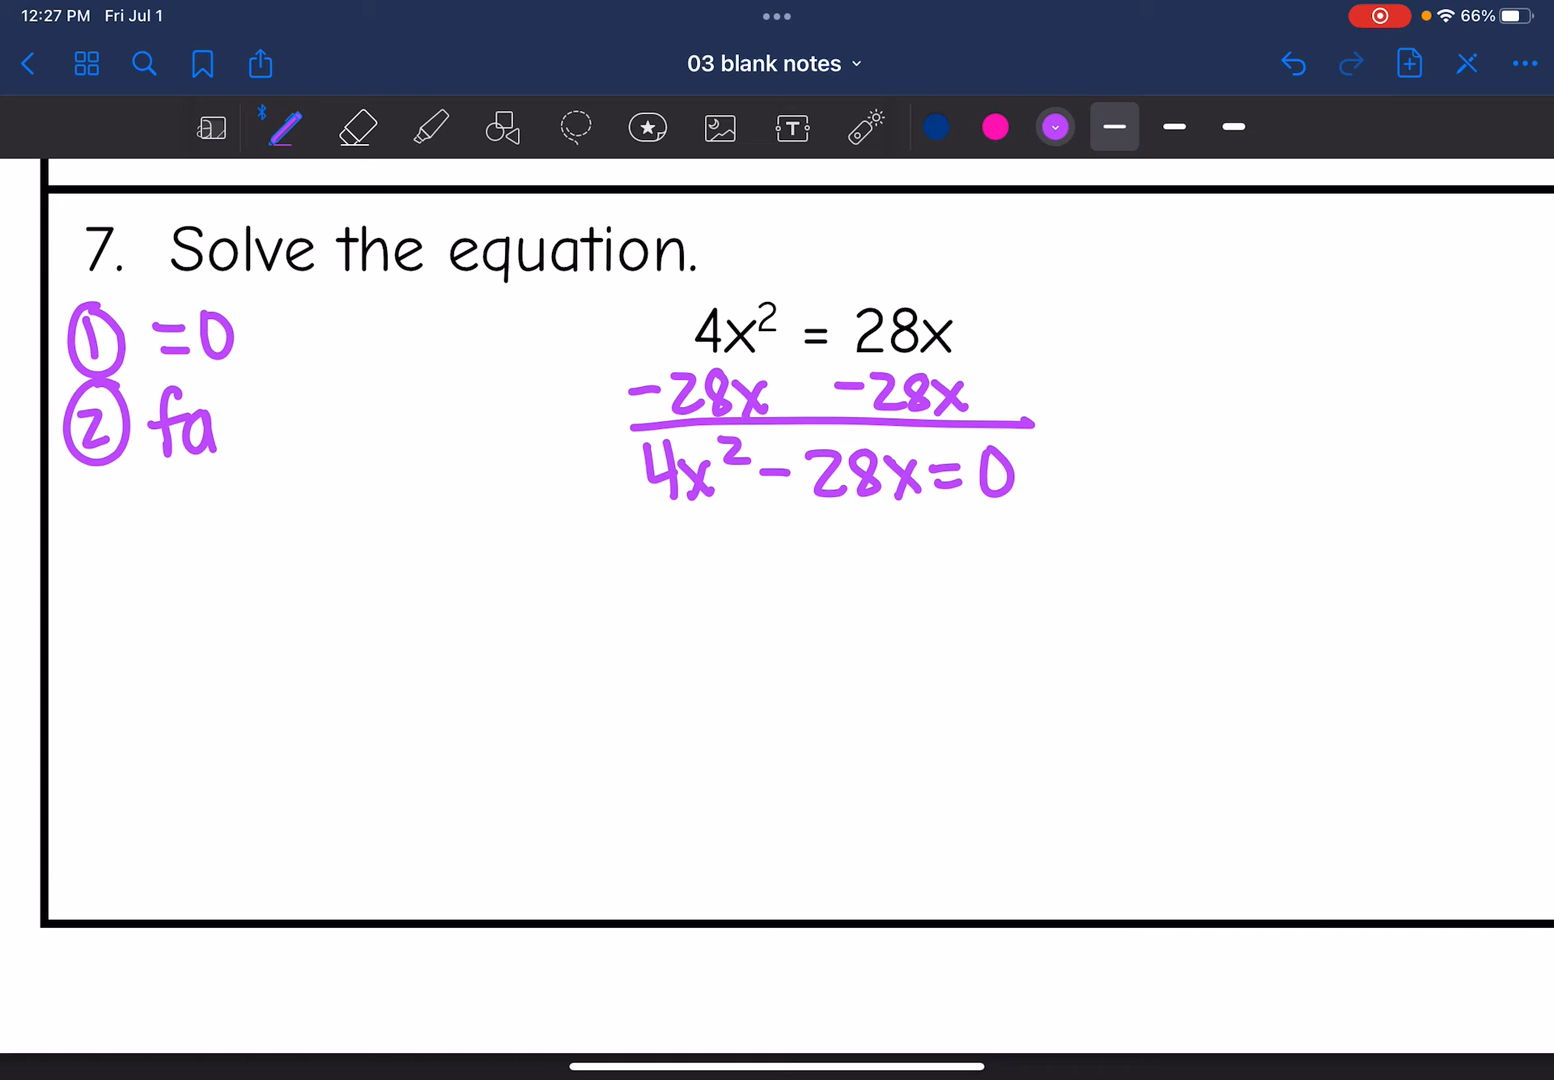 12:27 PM Fri Jul 1
66%
03 blank notes
T
7. Solve the equation.
① =0
4x² = 28x
-28x -28x
② fa
4x² - 28x = 0